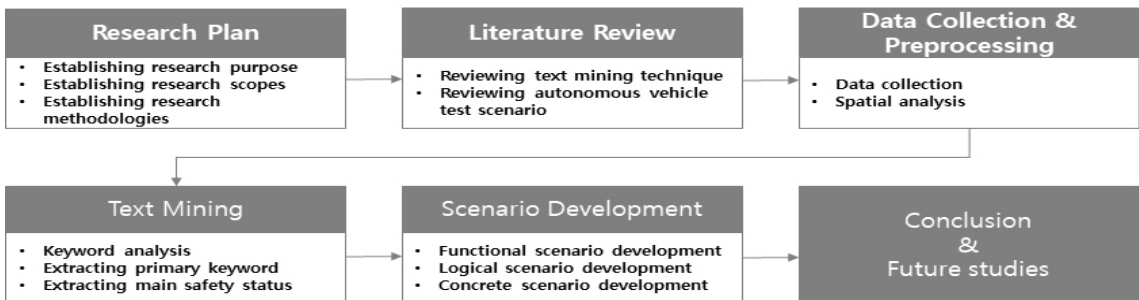 Research Plan
• Establishing research purpose
• Establishing research scopes
• Establishing research
methodologies
Literature Review
• Reviewing text mining technique
• Reviewing autonomous vehicle
test scenario
Data Collection &
Preprocessing
• Data collection
• Spatial analysis
Text Mining
• Keyword analysis
• Extracting primary keyword
• Extracting main safety status
Scenario Development
• Functional scenario development
• Logical scenario development
• Concrete scenario development
Conclusion
&
Future studies